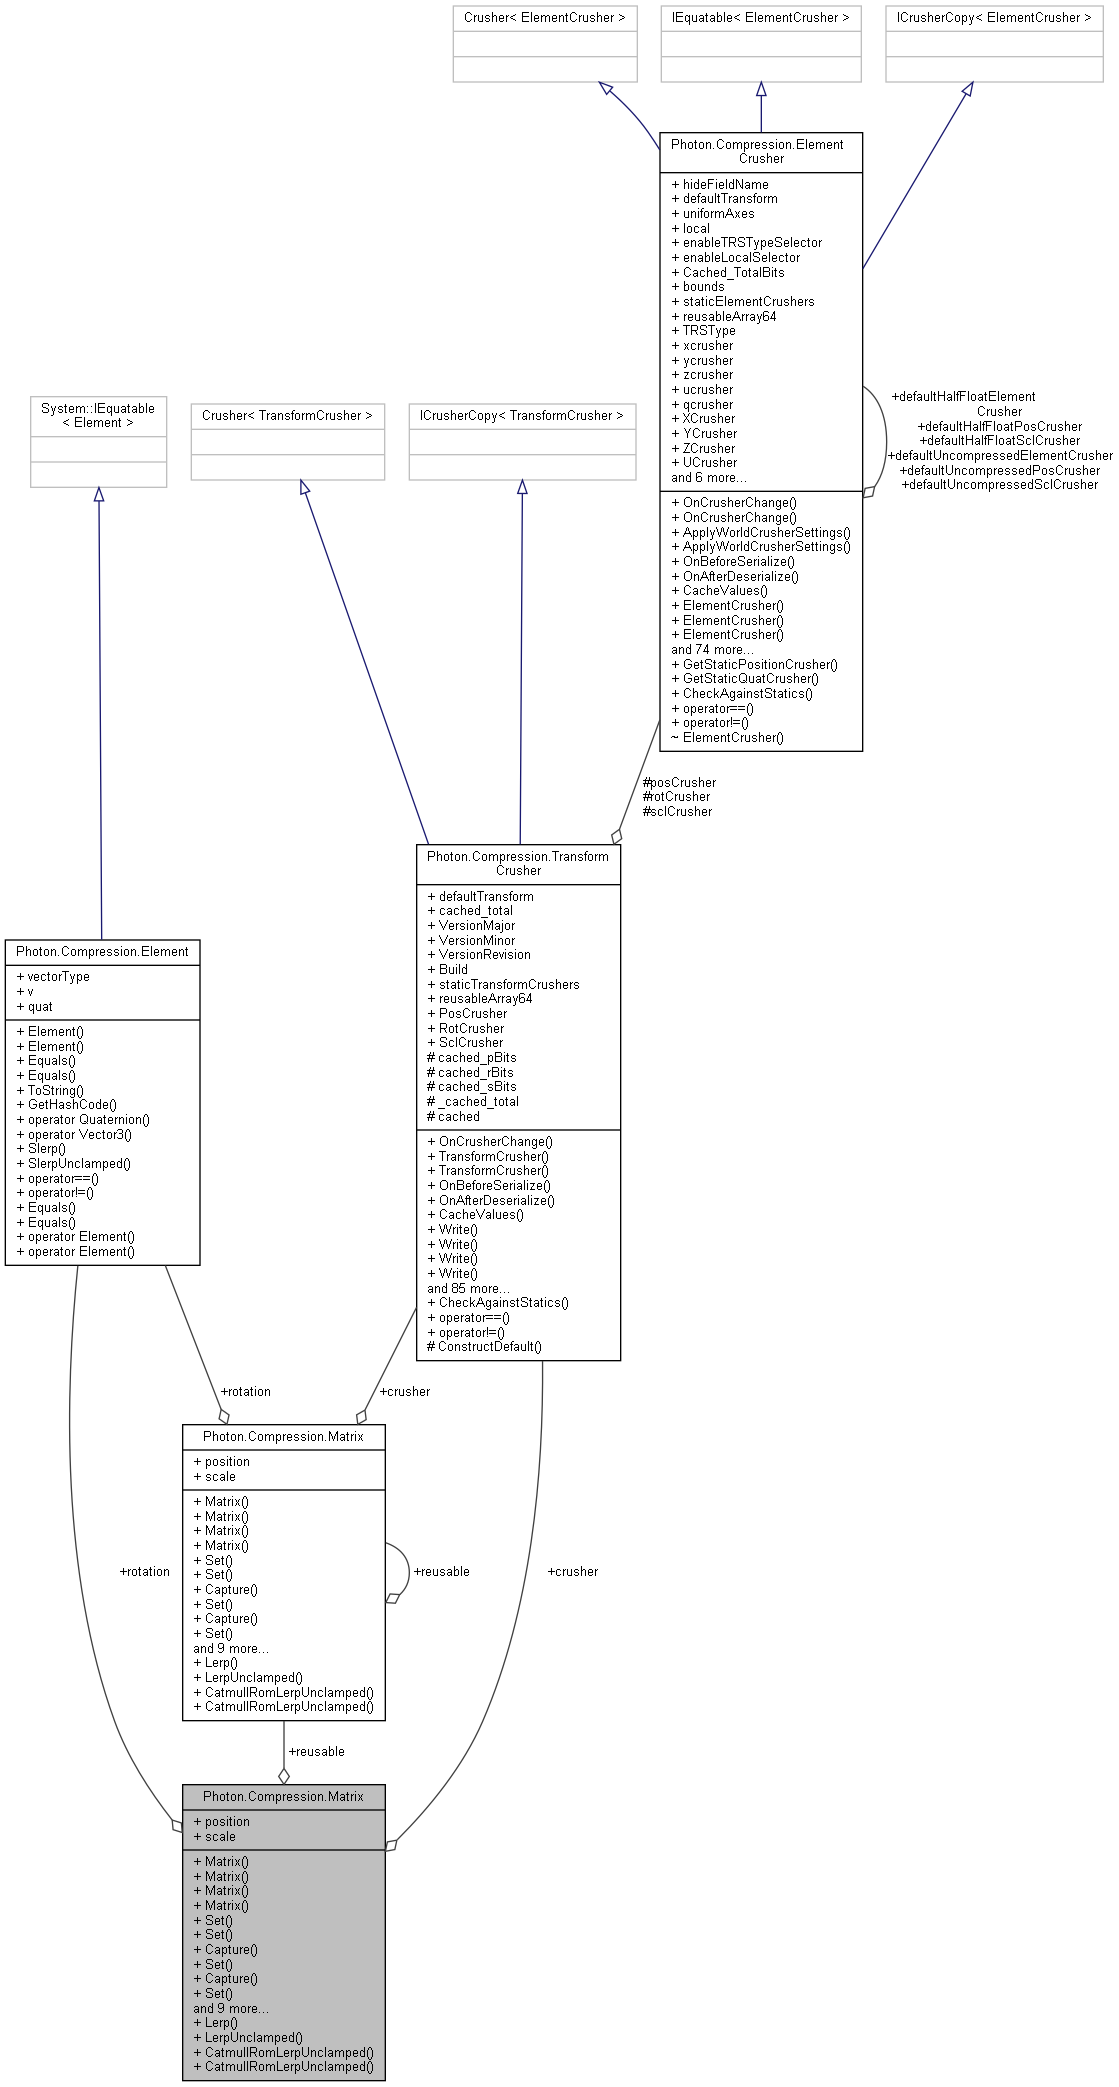 Crusher< ElementCrusher >
IEquatable< ElementCrusher >
ICrusherCopy< ElementCrusher >
Photon.Compression.Element
Crusher
+ hideFieldName
+ defaultTransform
+ uniformAxes
+ local
+ enableTRSTypeSelector
+ enableLocalSelector
+ Cached_TotalBits
+ bounds
+ staticElementCrushers
+ reusableArray64
+ TRSType
+ xcrusher
+ ycrusher
+ zcrusher
+ ucrusher
+ qcrusher
+ XCrusher
+ YCrusher
+ ZCrusher
+ UCrusher
and 6 more...
+ OnCrusherChange()
+ OnCrusherChange()
+ ApplyWorldCrusherSettings()
+ ApplyWorldCrusherSettings()
+ OnBeforeSerialize()
+ OnAfterDeserialize()
+ CacheValues()
+ ElementCrusher()
+ ElementCrusher()
+ ElementCrusher()
and 74 more...
+ GetStaticPositionCrusher()
+ GetStaticQuatCrusher()
+ CheckAgainstStatics()
+ operator==()
+ operator!=()
~ ElementCrusher()
+defaultHalfFloatElement
Crusher
+defaultHalfFloatPosCrusher
+defaultHalfFloatSclCrusher
+defaultUncompressedElementCrusher
+defaultUncompressedPosCrusher
+defaultUncompressedSclCrusher
System::IEquatable
< Element >
Crusher< TransformCrusher >
ICrusherCopy< TransformCrusher >
#posCrusher
#rotCrusher
#sclCrusher
Photon.Compression.Transform
Crusher
+ defaultTransform
+ cached_total
+ VersionMajor
+ VersionMinor
+ VersionRevision
+ Build
+ staticTransformCrushers
+ reusableArray64
+ PosCrusher
+ RotCrusher
+ SclCrusher
# cached_pBits
# cached_rBits
# cached_sBits
# _cached_total
# cached
+ OnCrusherChange()
+ TransformCrusher()
+ TransformCrusher()
+ OnBeforeSerialize()
+ OnAfterDeserialize()
+ CacheValues()
+ Write()
+ Write()
+ Write()
+ Write()
and 85 more...
+ CheckAgainstStatics()
+ operator==()
+ operator!=()
# ConstructDefault()
Photon.Compression.Element
+ vectorType
+ v
+ quat
+ Element()
+ Element()
+ Equals()
+ Equals()
+ ToString()
+ GetHashCode()
+ operator Quaternion()
+ operator Vector3()
+ Slerp()
+ SlerpUnclamped()
+ operator==()
+ operator!=()
+ Equals()
+ Equals()
+ operator Element()
+ operator Element()
+rotation
+crusher
Photon.Compression.Matrix
+ position
+ scale
+ Matrix()
+ Matrix()
+ Matrix()
+ Matrix()
+ Set()
+ Set()
+ Capture()
+ Set()
+ Capture()
+ Set()
and 9 more...
+ Lerp()
+ LerpUnclamped()
+ CatmullRomLerpUnclamped()
+ CatmullRomLerpUnclamped()
+rotation
+reusable
+crusher
+reusable
Photon.Compression.Matrix
+ position
+ scale
+ Matrix()
+ Matrix()
+ Matrix()
+ Matrix()
+ Set()
+ Set()
+ Capture()
+ Set()
+ Capture()
+ Set()
and 9 more...
+ Lerp()
+ LerpUnclamped()
+ CatmullRomLerpUnclamped()
+ CatmullRomLerpUnclamped()